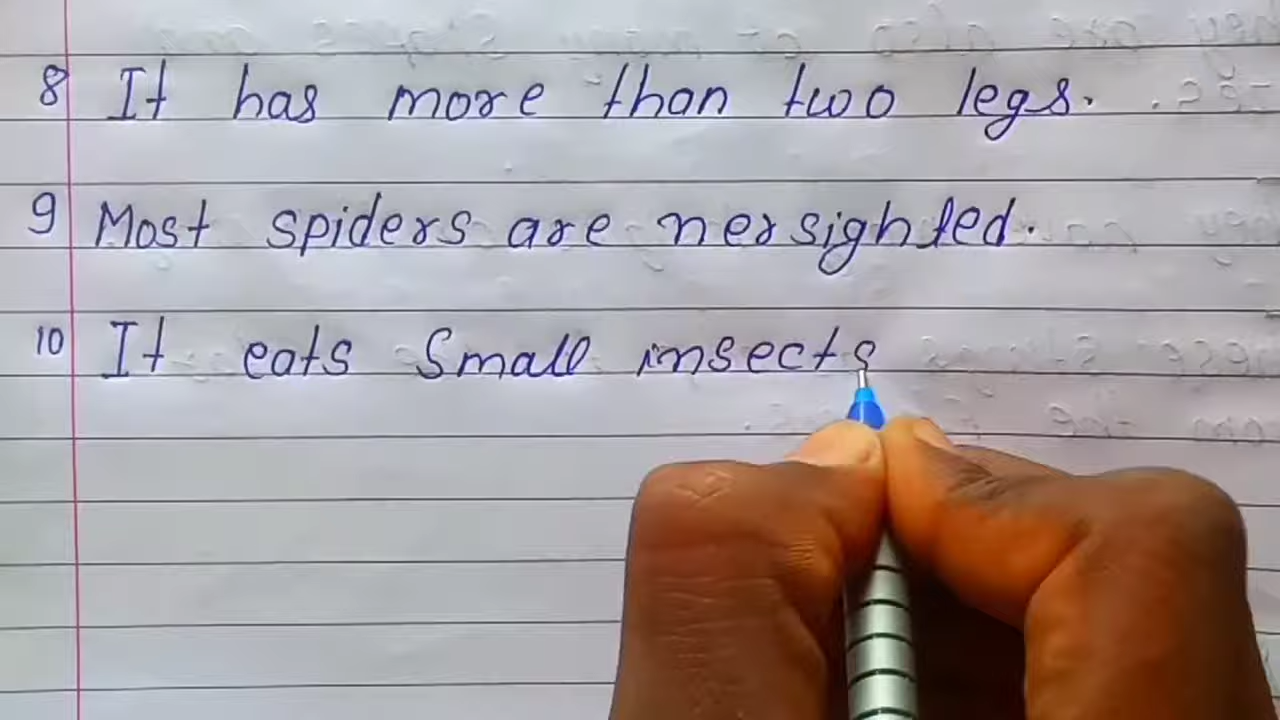 8 It has more than two legs.
9 Most spiders are nersighted.
10 It eats Small insects